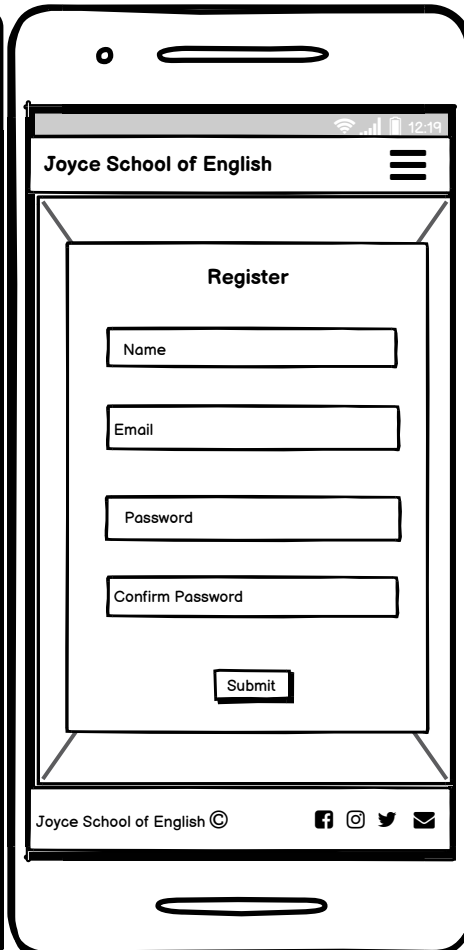 12:19
Joyce School of English
Register
Name
Email
Password
Confirm Password
Submit
Joyce School of English ©